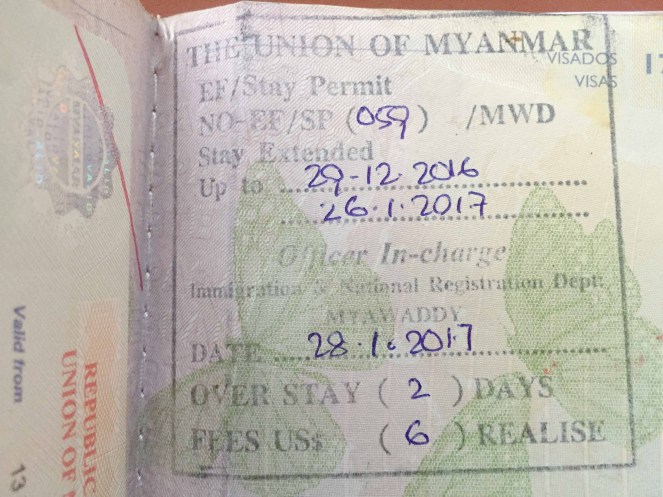 THE UNION OF MYANMAR
VISADOS
VISAS
17
EF/Stay Permit
NO-EF/SP (059) /MWD
Stay Extended
Up to ....29-12.2016....
....26.1.2017....
Officer In-charge
Immigration & National Registration Dept:
MYAWADDY
DATE ....28.1.2017....
OVER STAY ( 2 ) DAYS
FEES US$ ( 6 ) REALISE
Valid from
13
REPUBLIC
UNION OF